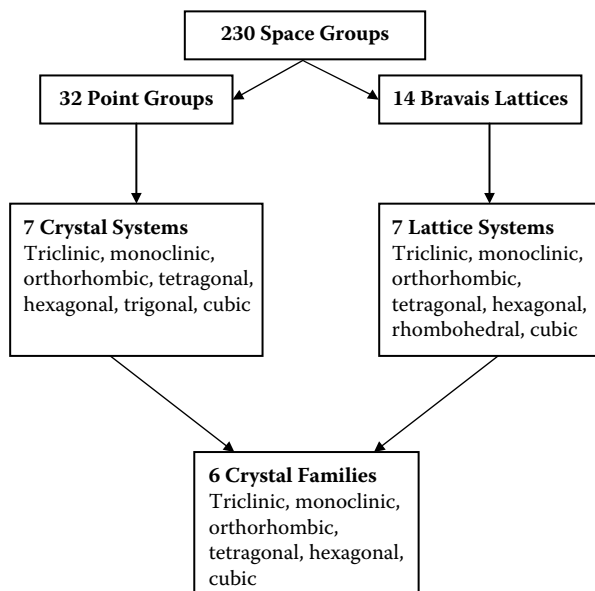 230 Space Groups
32 Point Groups
14 Bravais Lattices
7 Crystal Systems
Triclinic, monoclinic,
orthorhombic, tetragonal,
hexagonal, trigonal, cubic
7 Lattice Systems
Triclinic, monoclinic,
orthorhombic,
tetragonal, hexagonal,
rhombohedral, cubic
6 Crystal Families
Triclinic, monoclinic,
orthorhombic,
tetragonal, hexagonal,
cubic